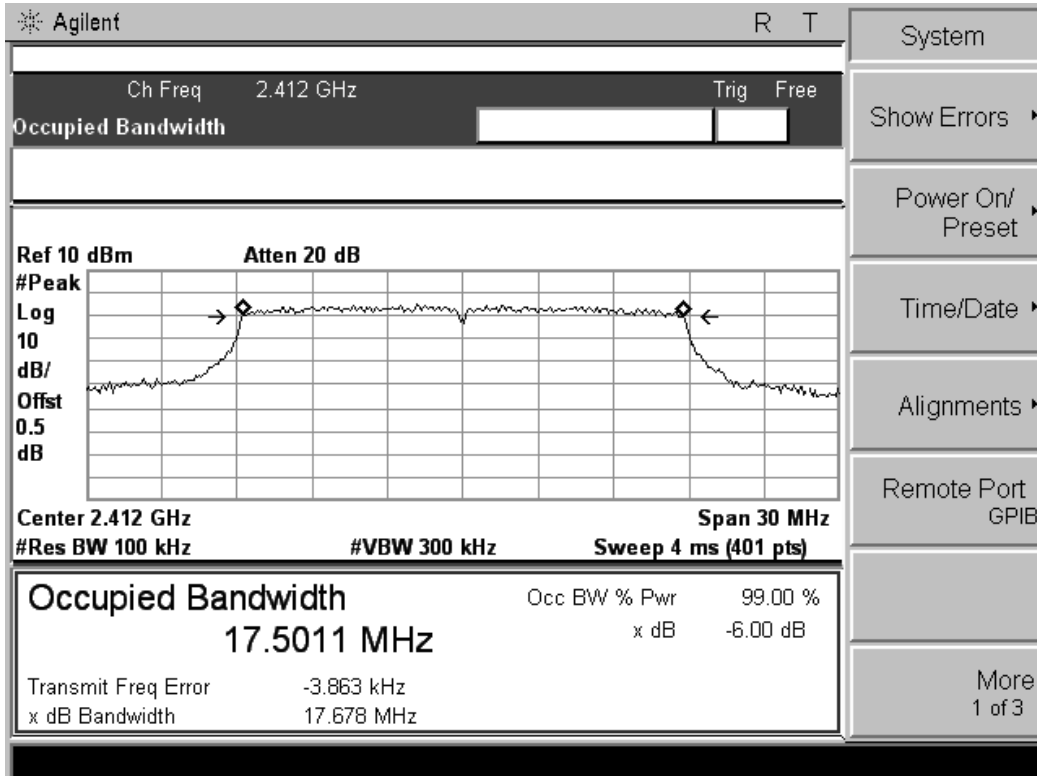 Agilent R T
Ch Freq 2.412 GHz Trig Free
Occupied Bandwidth
Ref 10 dBm Atten 20 dB
#Peak
Log
10
dB/
Offst
0.5
dB
Center 2.412 GHz Span 30 MHz
#Res BW 100 kHz #VBW 300 kHz Sweep 4 ms (401 pts)
Occupied Bandwidth
17.5011 MHz
Occ BW % Pwr 99.00 %
x dB -6.00 dB
Transmit Freq Error -3.863 kHz
x dB Bandwidth 17.678 MHz
System
Show Errors
Power On/
Preset
Time/Date
Alignments
Remote Port
GPIB
More
1 of 3